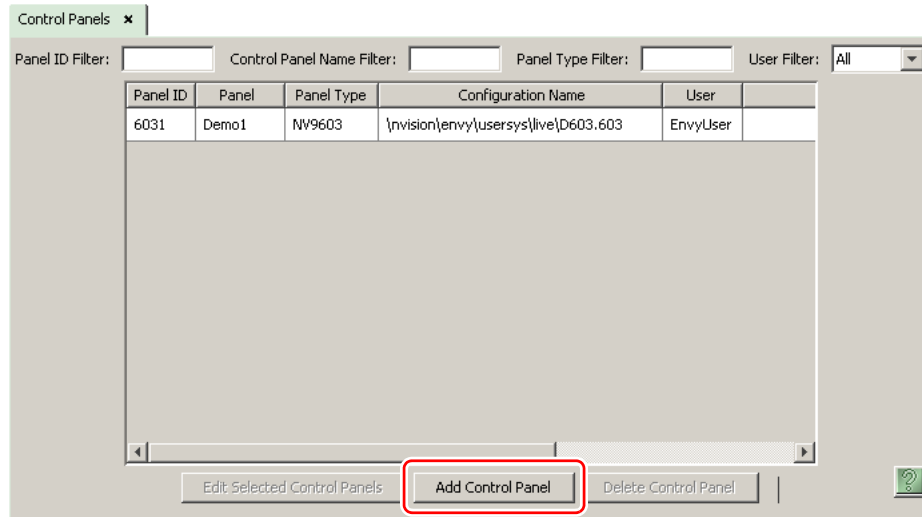 Control Panels ×
Panel ID Filter: Control Panel Name Filter: Panel Type Filter: User Filter: All
Panel ID Panel Panel Type Configuration Name User
6031 Demo1 NV9603 \nvision\envy\usersys\live\D603.603 EnvyUser
Edit Selected Control Panels Add Control Panel Delete Control Panel ?